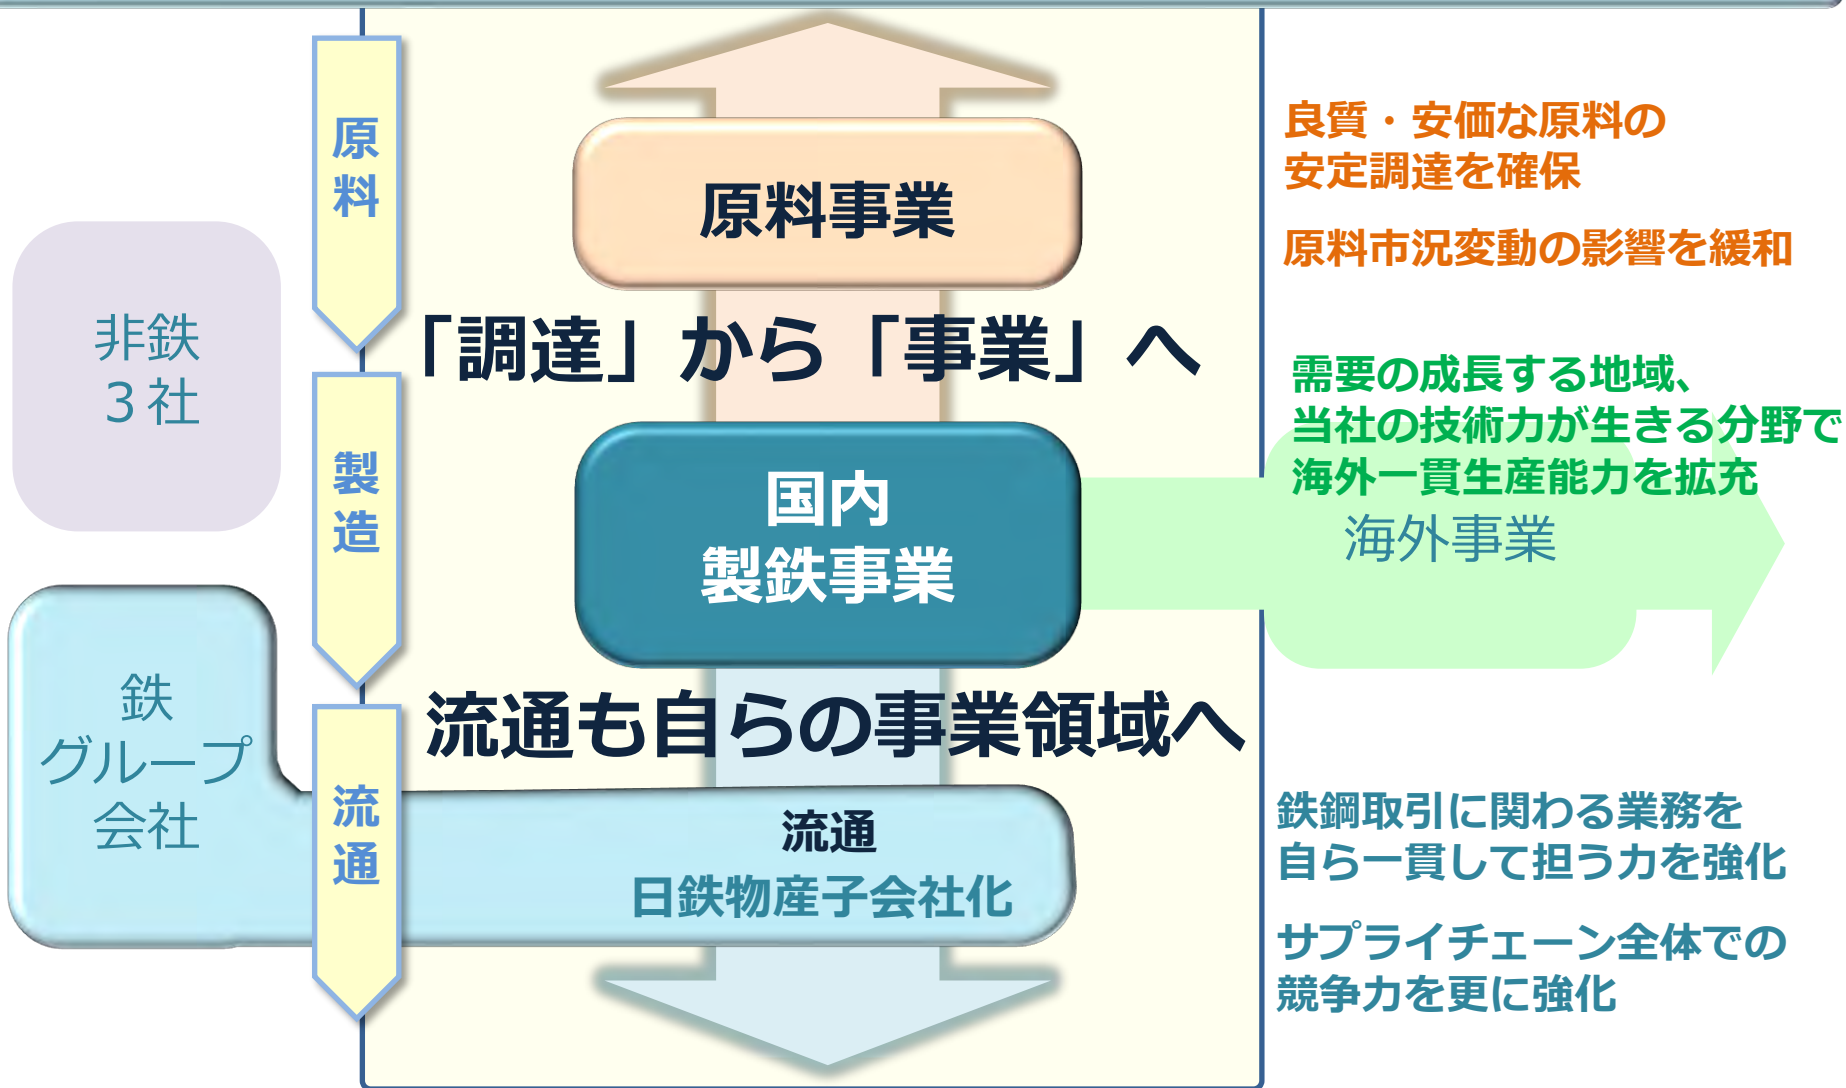 原料
原料事業
良質・安価な原料の
安定調達を確保
原料市況変動の影響を緩和
「調達」から「事業」へ
非鉄
３社
製造
国内
製鉄事業
需要の成長する地域、
当社の技術力が生きる分野で
海外一貫生産能力を拡充
海外事業
流通も自らの事業領域へ
鉄
グループ
会社
流通
流通
日鉄物産子会社化
鉄鋼取引に関わる業務を
自ら一貫して担う力を強化
サプライチェーン全体での
競争力を更に強化